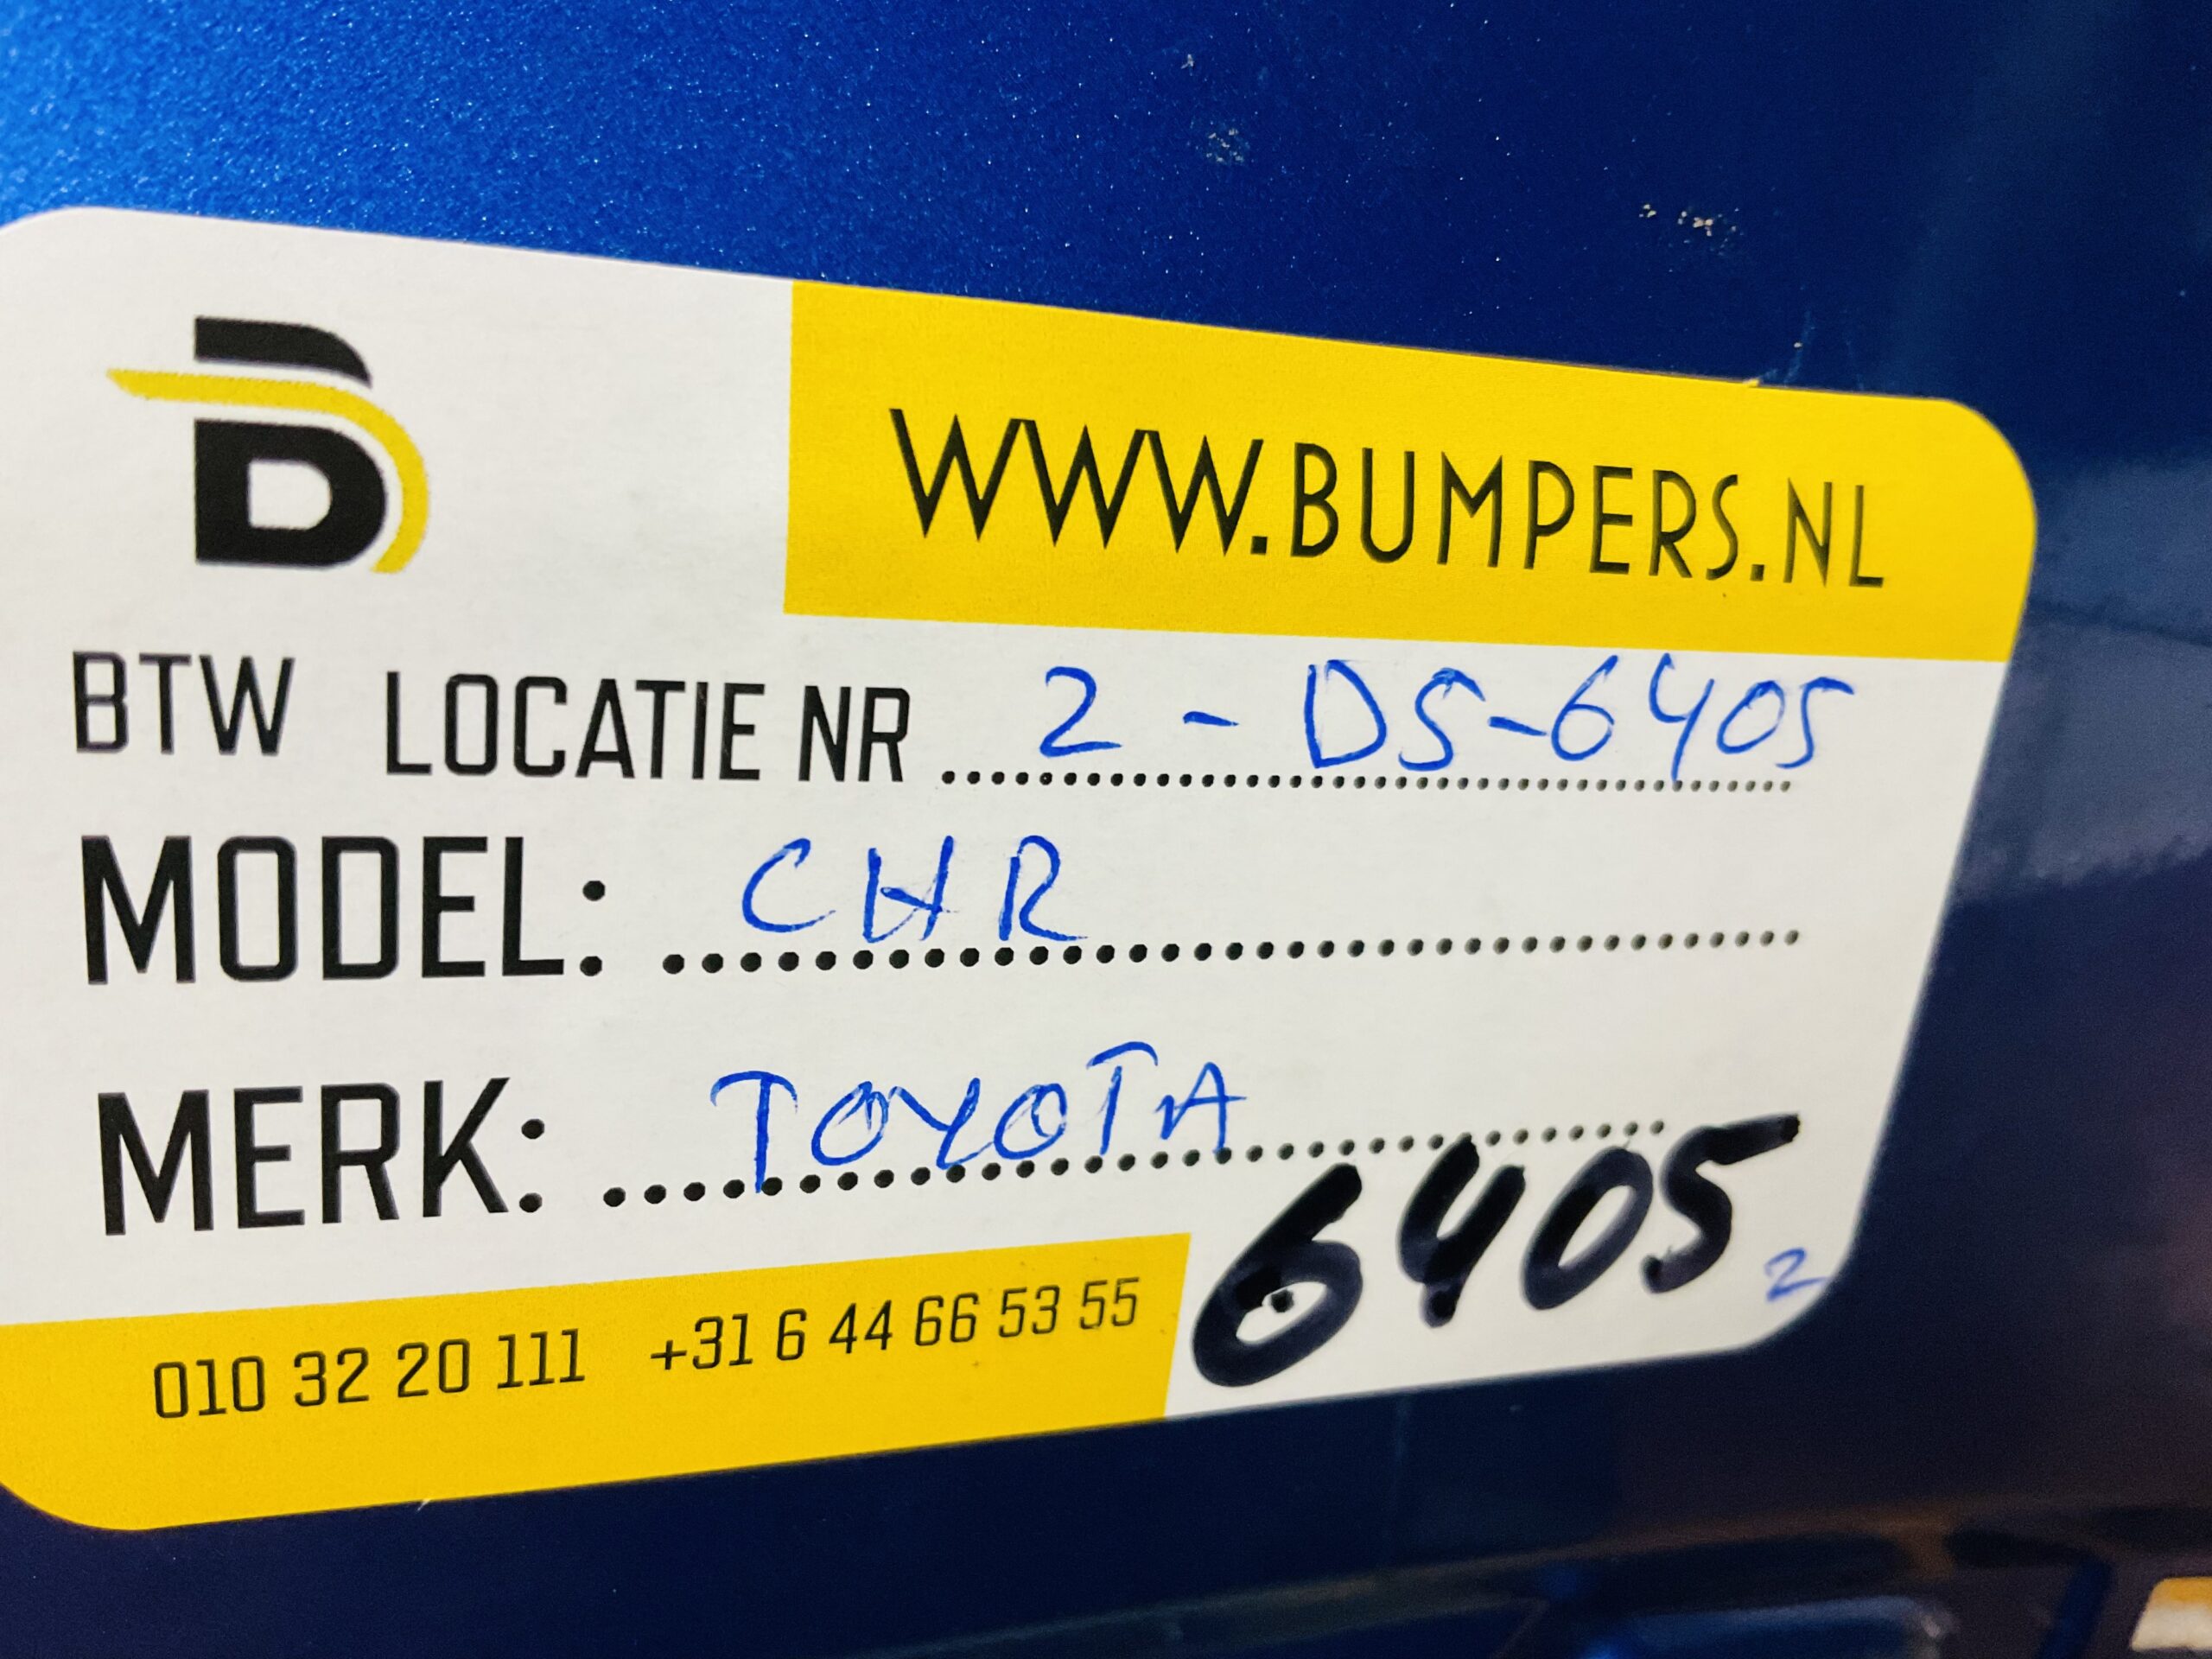 B
WWW.BUMPERS.NL
BTW LOCATIE NR 2 - DS-6405
MODEL: CHR
MERK: TOYOTA
6405 2
010 32 20 111 +31 6 44 66 53 55